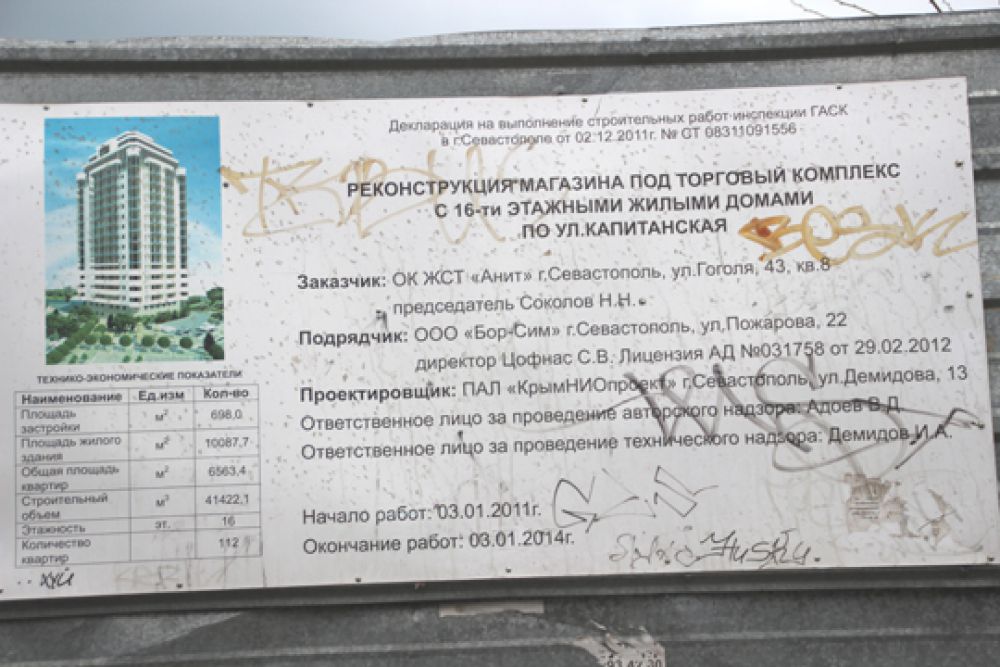 Декларация на выполнение строительных работ инспекции ГАСК
в г.Севастополе от 02.12.2011г. № GT 08311091556
РЕКОНСТРУКЦИЯ МАГАЗИНА ПОД ТОРГОВЫЙ КОМПЛЕКС
С 16-ти ЭТАЖНЫМИ ЖИЛЫМИ ДОМАМИ
ПО УЛ.КАПИТАНСКАЯ
Заказчик: ОК ЖСТ «Анит» г.Севастополь, ул.Гоголя, 43, кв.8
председатель Соколов Н.Н.
Подрядчик: ООО «Бор-Сим» г.Севастополь, ул,Пожарова, 22
директор Цофнас С.В. Лицензия АД №031758 от 29.02.2012
Проектировщик: ПАЛ «КрымНИОпроект» г,Севастополь, ул.Демидова, 13
Ответственное лицо за проведение авторского надзора: Адоев В.Д.
Ответственное лицо за проведение технического надзора: Демидов И.А.
Начало работ: 03.01.2011г.
Окончание работ: 03.01.2014г.
ТЕХНИКО-ЭКОНОМИЧЕСКИЕ ПОКАЗАТЕЛИ
Наименование Ед.изм Кол-во
Площадь застройки м² 698,0
Площадь жилого здания м² 10087,7
Общая площадь квартир м² 6563,4
Строительный объем м³ 41422,1
Этажность эт. 16
Количество квартир 112
хуй
Husky